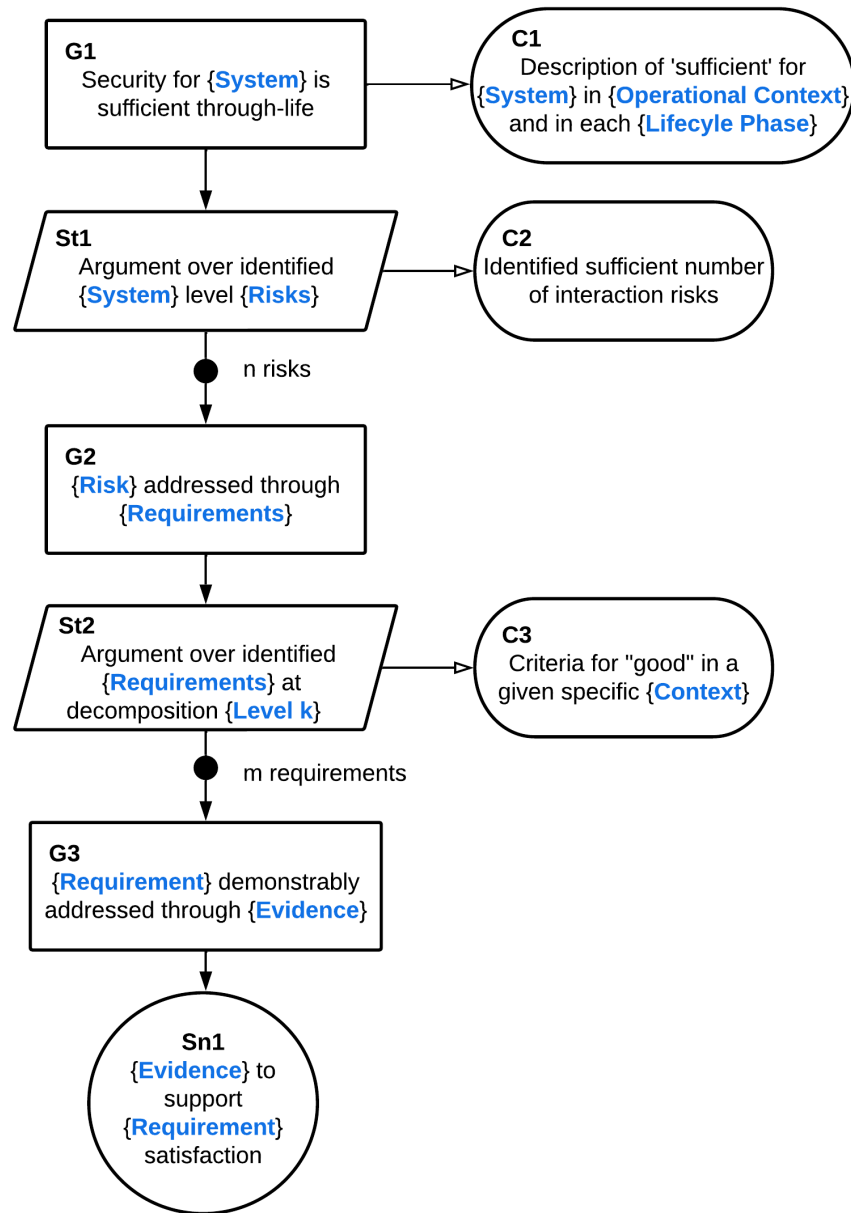 G1
Security for {System} is
sufficient through-life
C1
Description of 'sufficient' for
{System} in {Operational Context}
and in each {Lifecyle Phase}
St1
Argument over identified
{System} level {Risks}
C2
Identified sufficient number
of interaction risks
n risks
G2
{Risk} addressed through
{Requirements}
St2
Argument over identified
{Requirements} at
decomposition {Level k}
C3
Criteria for "good" in a
given specific {Context}
m requirements
G3
{Requirement} demonstrably
addressed through {Evidence}
Sn1
{Evidence} to
support
{Requirement}
satisfaction